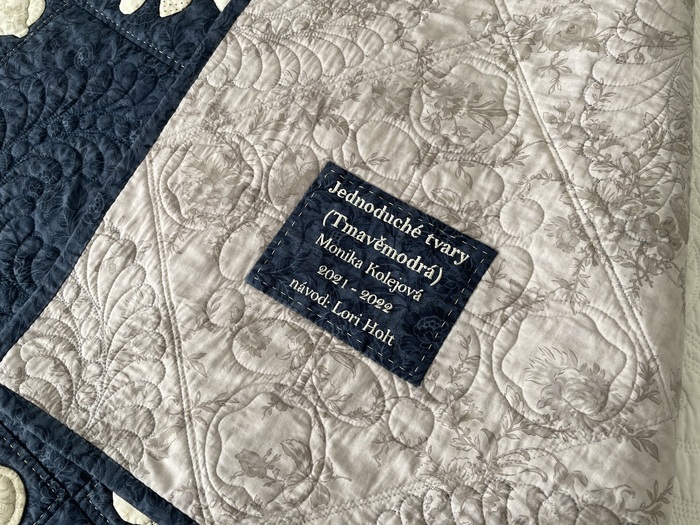 Jednoduché tvary
(Tmavěmodrá)
Monika Kolejová
2021 - 2022
návod: Lori Holt